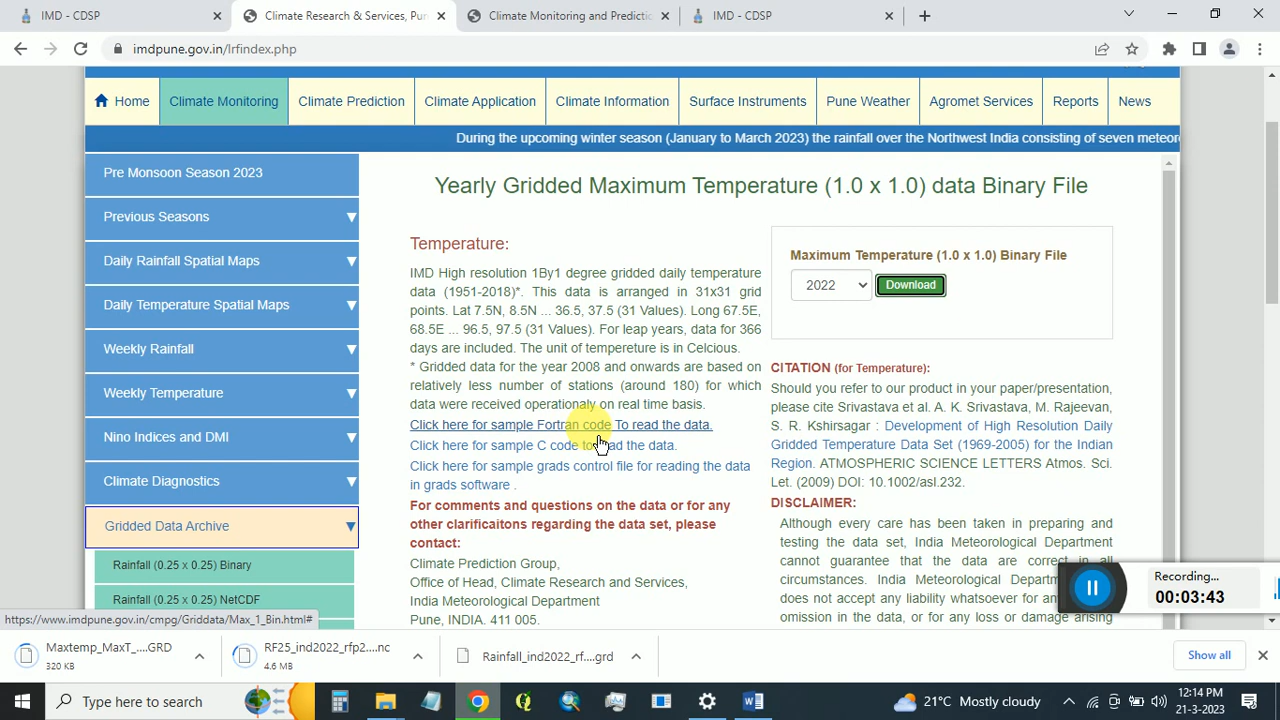 IMD - CDSP
Climate Research & Services, Pun
Climate Monitoring and Predictio
IMD - CDSP
imdpune.gov.in/lrfindex.php
Home
Climate Monitoring
Climate Prediction
Climate Application
Climate Information
Surface Instruments
Pune Weather
Agromet Services
Reports
News
During the upcoming winter season (January to March 2023) the rainfall over the Northwest India consisting of seven meteor
Pre Monsoon Season 2023
Previous Seasons
Daily Rainfall Spatial Maps
Daily Temperature Spatial Maps
Weekly Rainfall
Weekly Temperature
Nino Indices and DMI
Climate Diagnostics
Gridded Data Archive
Rainfall (0.25 x 0.25) Binary
Rainfall (0.25 x 0.25) NetCDF
Yearly Gridded Maximum Temperature (1.0 x 1.0) data Binary File
Temperature:
IMD High resolution 1By1 degree gridded daily temperature
data (1951-2018)*. This data is arranged in 31x31 grid
points. Lat 7.5N, 8.5N ... 36.5, 37.5 (31 Values). Long 67.5E,
68.5E ... 96.5, 97.5 (31 Values). For leap years, data for 366
days are included. The unit of tempereture is in Celcious.
* Gridded data for the year 2008 and onwards are based on
relatively less number of stations (around 180) for which
data were received operationaly on real time basis.
Click here for sample Fortran code To read the data.
Click here for sample C code to read the data.
Click here for sample grads control file for reading the data
in grads software .
For comments and questions on the data or for any
other clarificaitons regarding the data set, please
contact:
Climate Prediction Group,
Office of Head, Climate Research and Services,
India Meteorological Department
Pune, INDIA. 411 005.
Maximum Temperature (1.0 x 1.0) Binary File
2022
Download
CITATION (for Temperature):
Should you refer to our product in your paper/presentation,
please cite Srivastava et al. A. K. Srivastava, M. Rajeevan,
S. R. Kshirsagar : Development of High Resolution Daily
Gridded Temperature Data Set (1969-2005) for the Indian
Region. ATMOSPHERIC SCIENCE LETTERS Atmos. Sci.
Let. (2009) DOI: 10.1002/asl.232.
DISCLAIMER:
Although every care has been taken in preparing and
testing the data set, India Meteorological Department
cannot guarantee that the data are correct in all
circumstances. India Meteorological Departm
does not accept any liability whatsoever for an
omission in the data, or for any loss or damage arising
Recording...
00:03:43
https://www.imdpune.gov.in/cmpg/Griddata/Max_1_Bin.html#
Maxtemp_MaxT_....GRD
320 KB
RF25_ind2022_rfp2....nc
4.6 MB
Rainfall_ind2022_rf....grd
Show all
Type here to search
21°C Mostly cloudy
12:14 PM
21-3-2023